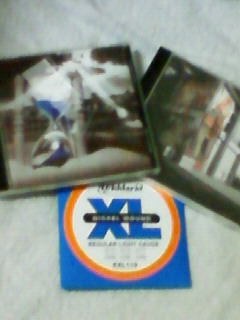 D'Addario
XL
NICKEL WOUND
REGULAR LIGHT GAUGE
EXL110